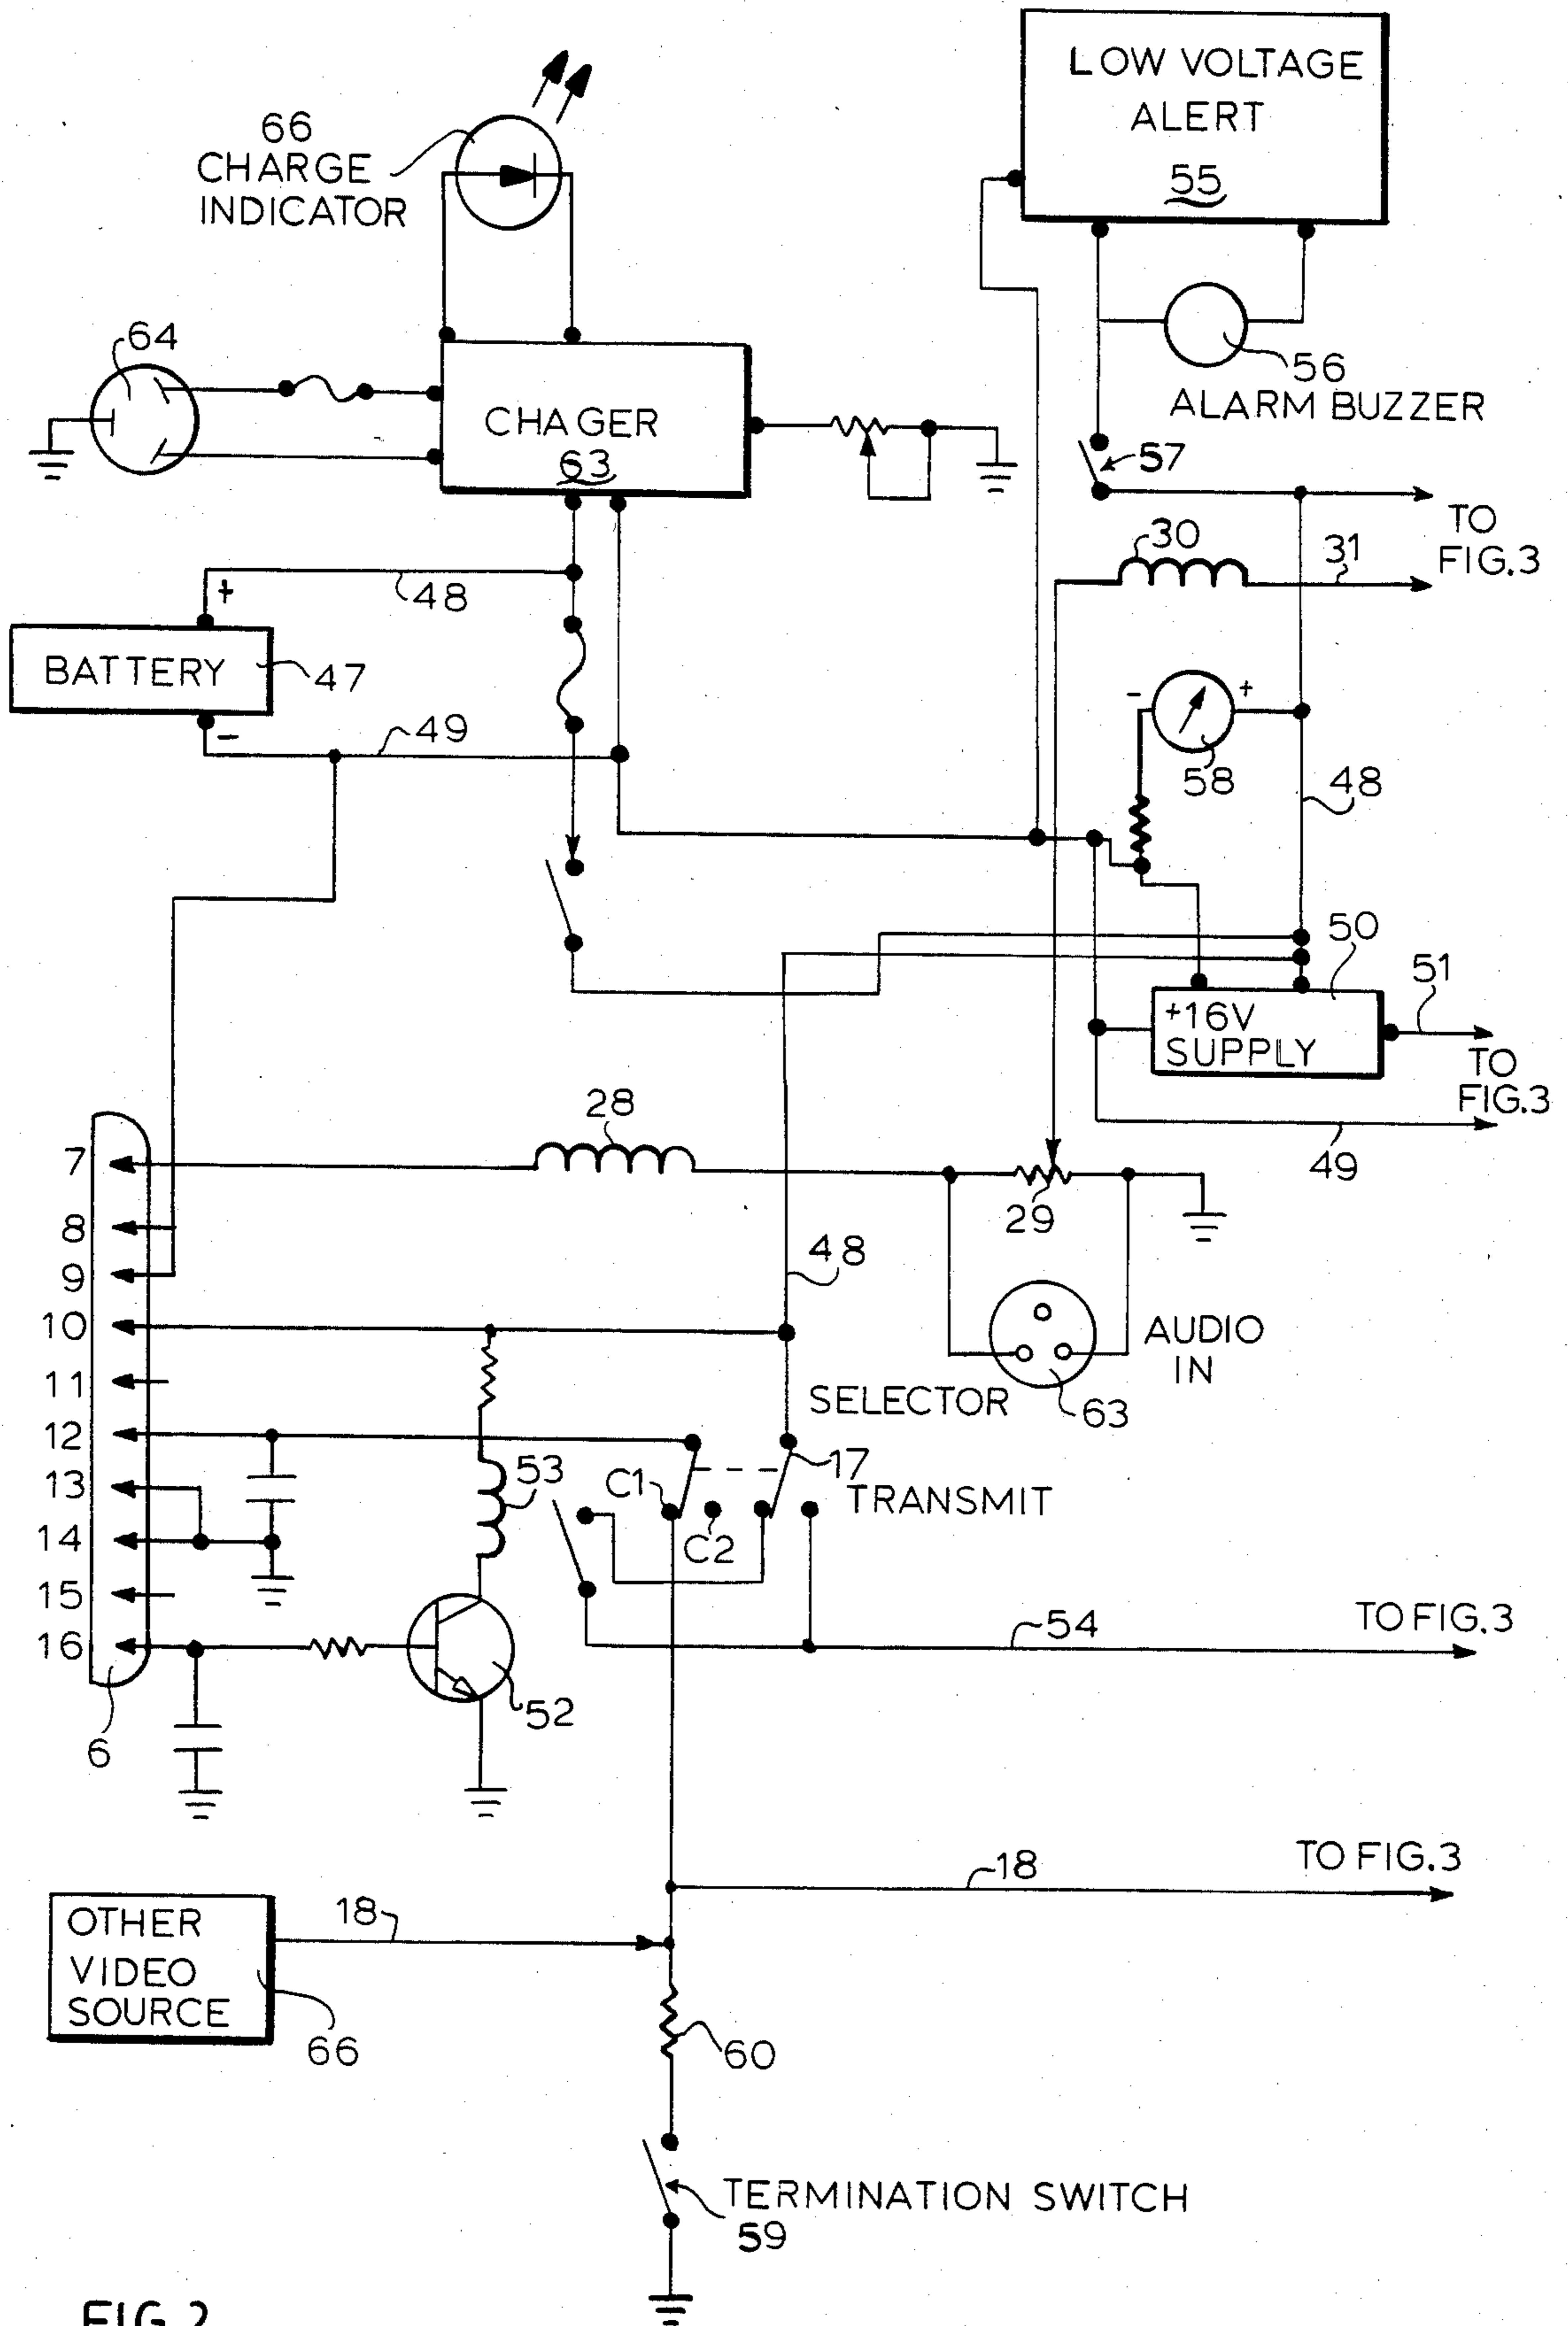 LOW VOLTAGE
ALERT
55
66
CHARGE
INDICATOR
64
CHAGER
63
56
ALARM BUZZER
57
TO
FIG.3
30
31
+
48
BATTERY
47
-
49
-
+
58
48
50
51
+16V
SUPPLY
TO
FIG.3
49
28
7
29
8
48
9
10
AUDIO
IN
11
SELECTOR
63
12
17
13
53
C1
TRANSMIT
C2
14
15
54
TO FIG.3
16
52
6
18
TO FIG.3
OTHER
VIDEO
SOURCE
18
66
60
TERMINATION SWITCH
59
FIG.2